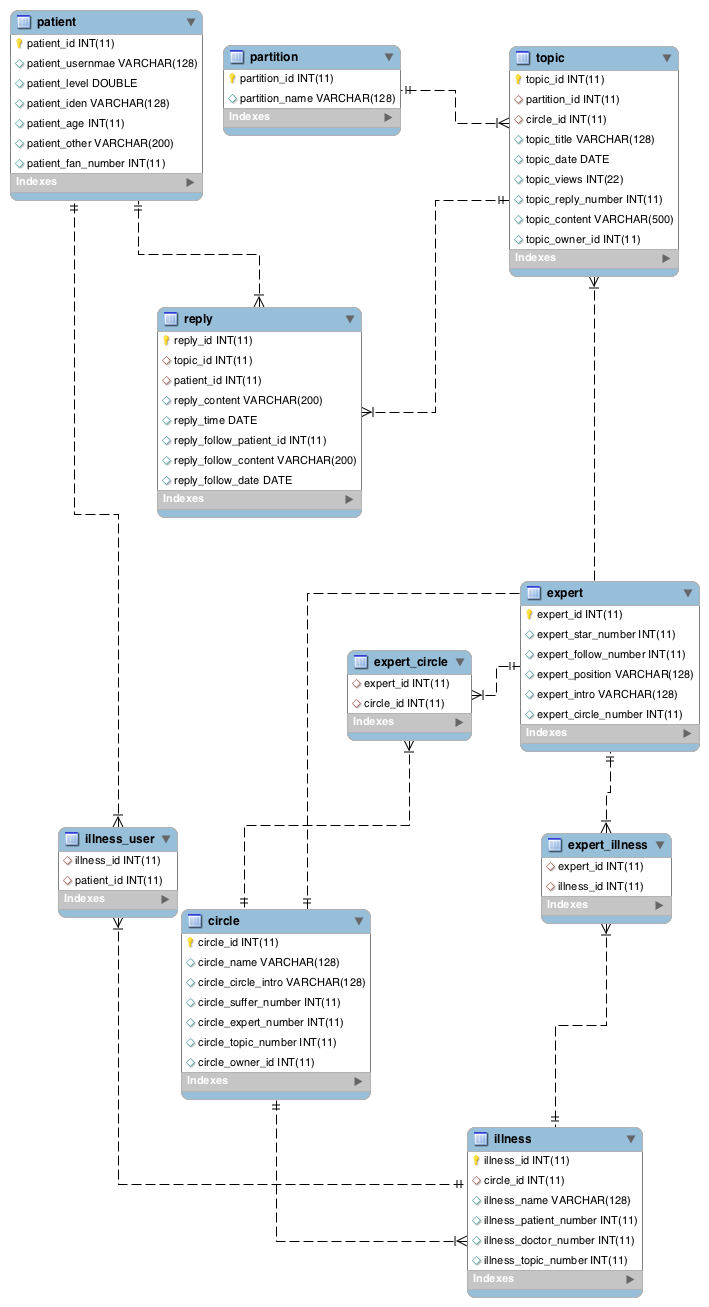 patient
patient_id INT(11)
patient_usernmae VARCHAR(128)
patient_level DOUBLE
patient_iden VARCHAR(128)
patient_age INT(11)
patient_other VARCHAR(200)
patient_fan_number INT(11)
Indexes
partition
partition_id INT(11)
partition_name VARCHAR(128)
Indexes
topic
topic_id INT(11)
partition_id INT(11)
circle_id INT(11)
topic_title VARCHAR(128)
topic_date DATE
topic_views INT(22)
topic_reply_number INT(11)
topic_content VARCHAR(500)
topic_owner_id INT(11)
Indexes
reply
reply_id INT(11)
topic_id INT(11)
patient_id INT(11)
reply_content VARCHAR(200)
reply_time DATE
reply_follow_patient_id INT(11)
reply_follow_content VARCHAR(200)
reply_follow_date DATE
Indexes
expert
expert_id INT(11)
expert_star_number INT(11)
expert_follow_number INT(11)
expert_position VARCHAR(128)
expert_intro VARCHAR(128)
expert_circle_number INT(11)
Indexes
expert_circle
expert_id INT(11)
circle_id INT(11)
Indexes
illness_user
illness_id INT(11)
patient_id INT(11)
Indexes
expert_illness
expert_id INT(11)
illness_id INT(11)
Indexes
circle
circle_id INT(11)
circle_name VARCHAR(128)
circle_circle_intro VARCHAR(128)
circle_suffer_number INT(11)
circle_expert_number INT(11)
circle_topic_number INT(11)
circle_owner_id INT(11)
Indexes
illness
illness_id INT(11)
circle_id INT(11)
illness_name VARCHAR(128)
illness_patient_number INT(11)
illness_doctor_number INT(11)
illness_topic_number INT(11)
Indexes